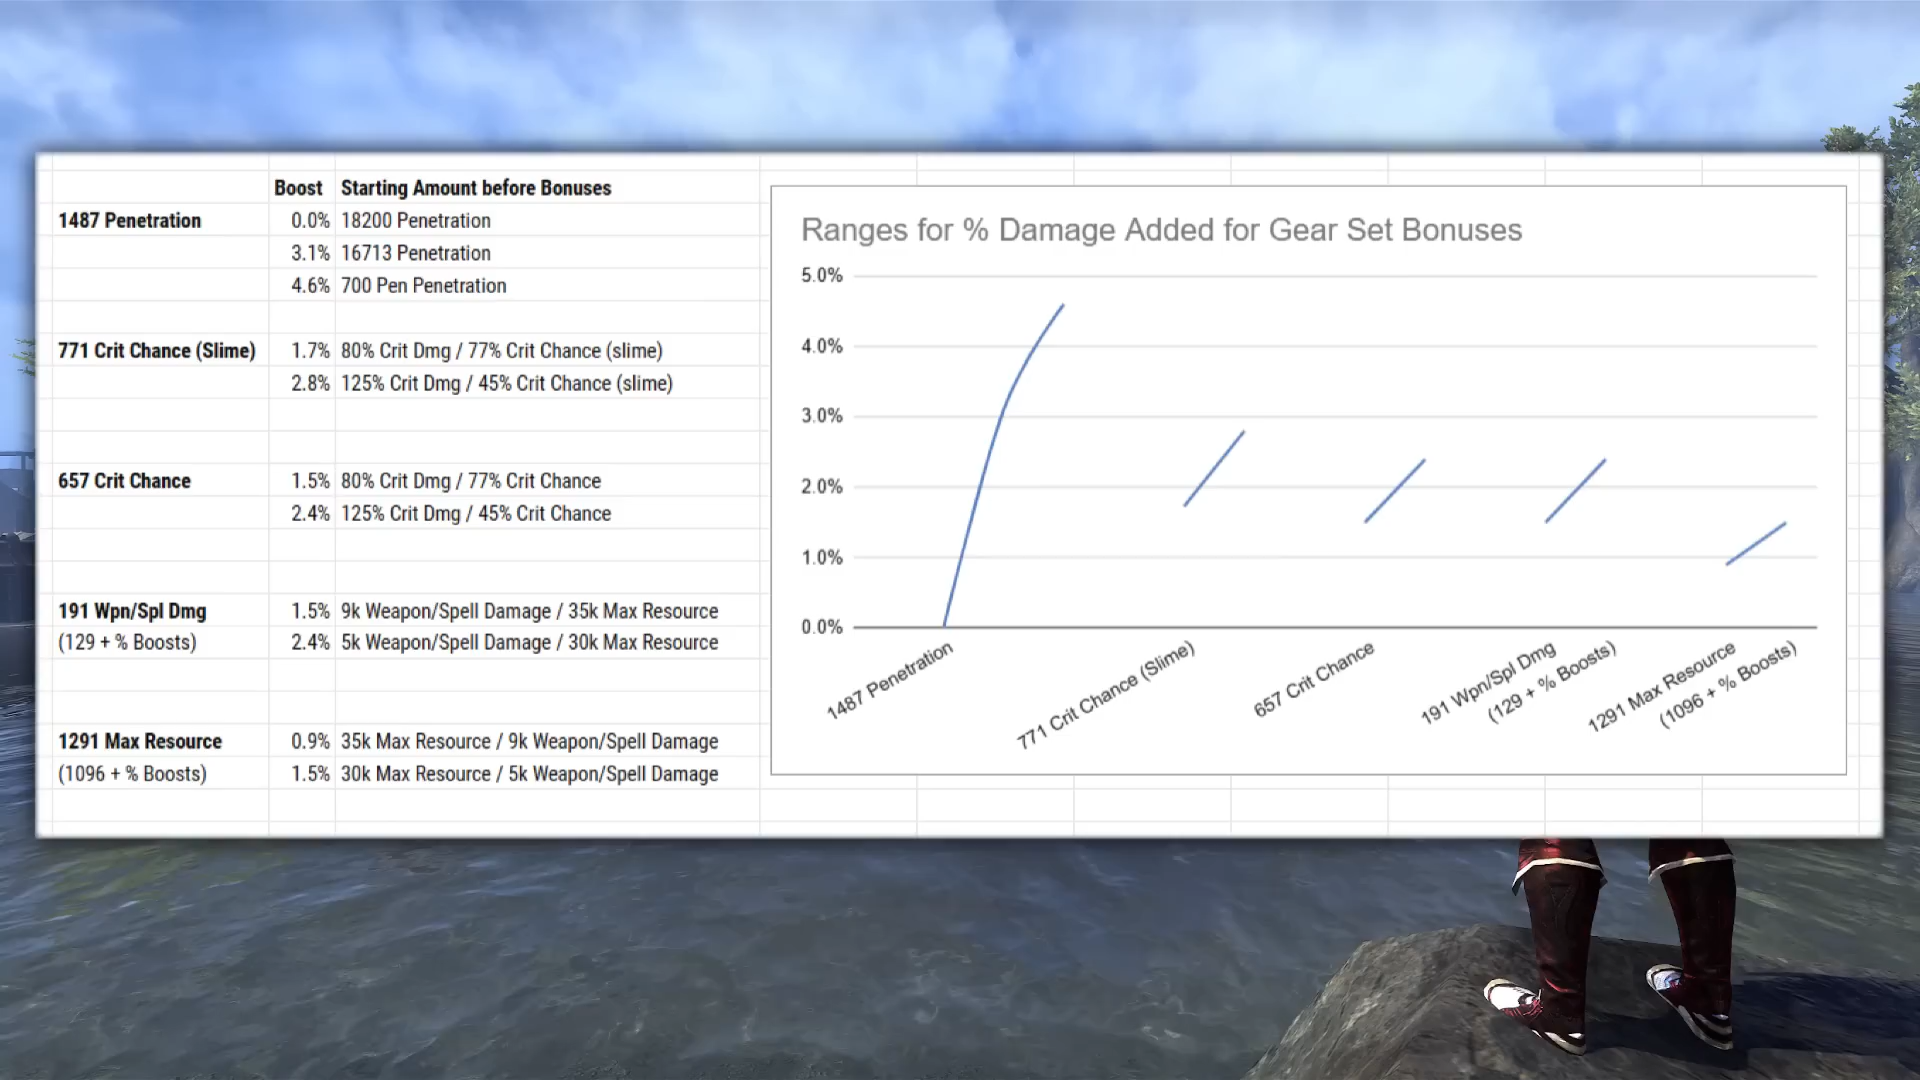 Boost Starting Amount before Bonuses
1487 Penetration 0.0% 18200 Penetration
3.1% 16713 Penetration
4.6% 700 Pen Penetration
771 Crit Chance (Slime) 1.7% 80% Crit Dmg / 77% Crit Chance (slime)
2.8% 125% Crit Dmg / 45% Crit Chance (slime)
657 Crit Chance 1.5% 80% Crit Dmg / 77% Crit Chance
2.4% 125% Crit Dmg / 45% Crit Chance
191 Wpn/Spl Dmg 1.5% 9k Weapon/Spell Damage / 35k Max Resource
(129 + % Boosts) 2.4% 5k Weapon/Spell Damage / 30k Max Resource
1291 Max Resource 0.9% 35k Max Resource / 9k Weapon/Spell Damage
(1096 + % Boosts) 1.5% 30k Max Resource / 5k Weapon/Spell Damage
Ranges for % Damage Added for Gear Set Bonuses
5.0%
4.0%
3.0%
2.0%
1.0%
0.0%
1487 Penetration
771 Crit Chance (Slime)
657 Crit Chance
191 Wpn/Spl Dmg
(129 + % Boosts)
1291 Max Resource
(1096 + % Boosts)